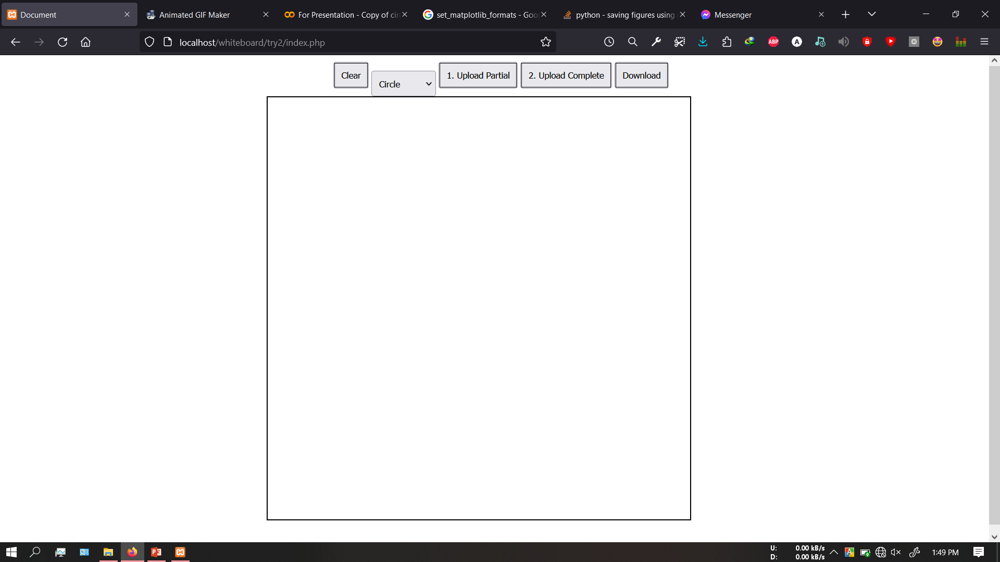 Document
Animated GIF Maker
For Presentation - Copy of cir
set_matplotlib_formats - Goo
python - saving figures using
Messenger
localhost/whiteboard/try2/index.php
ABP
A
Clear
Circle
1. Upload Partial
2. Upload Complete
Download
U: 0.00 kB/s
D: 0.00 kB/s
A
1:49 PM